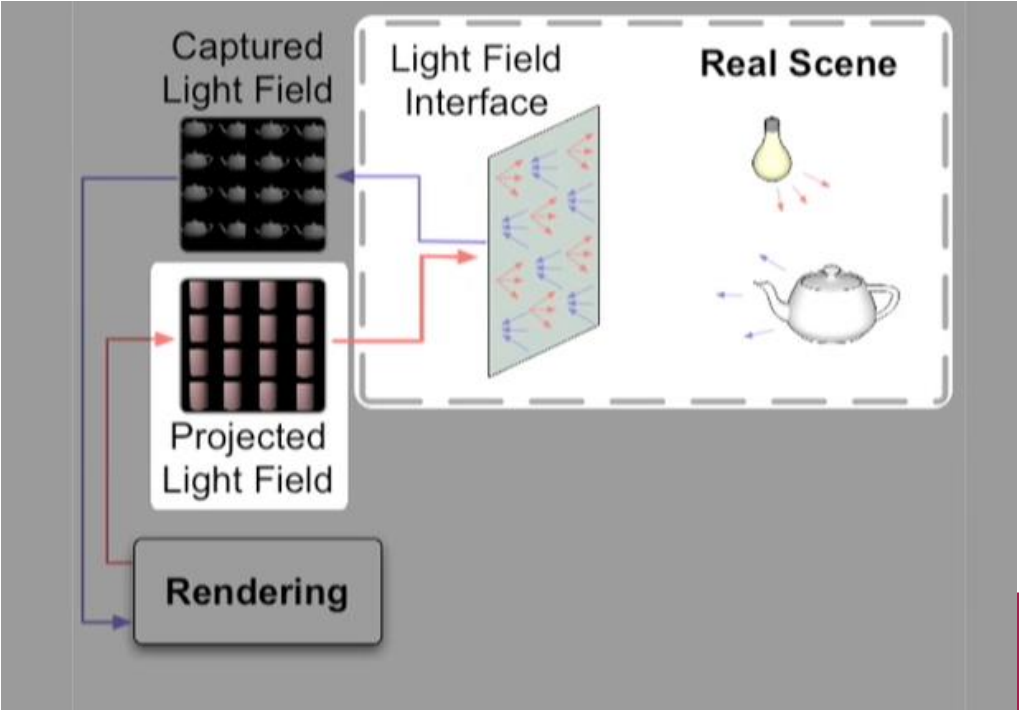 Captured
Light Field
Light Field
Interface
Real Scene
Projected
Light Field
Rendering